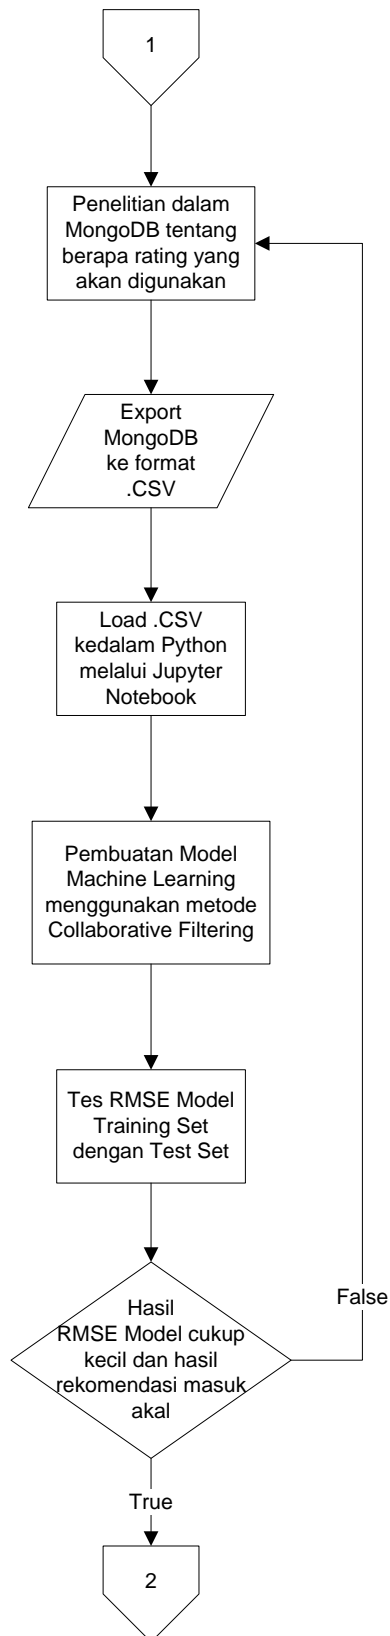 1
Penelitian dalam
MongoDB tentang
berapa rating yang
akan digunakan
Export
MongoDB
ke format
.CSV
Load .CSV
kedalam Python
melalui Jupyter
Notebook
Pembuatan Model
Machine Learning
menggunakan metode
Collaborative Filtering
Tes RMSE Model
Training Set
dengan Test Set
Hasil
RMSE Model cukup
kecil dan hasil
rekomendasi masuk
akal
False
True
2